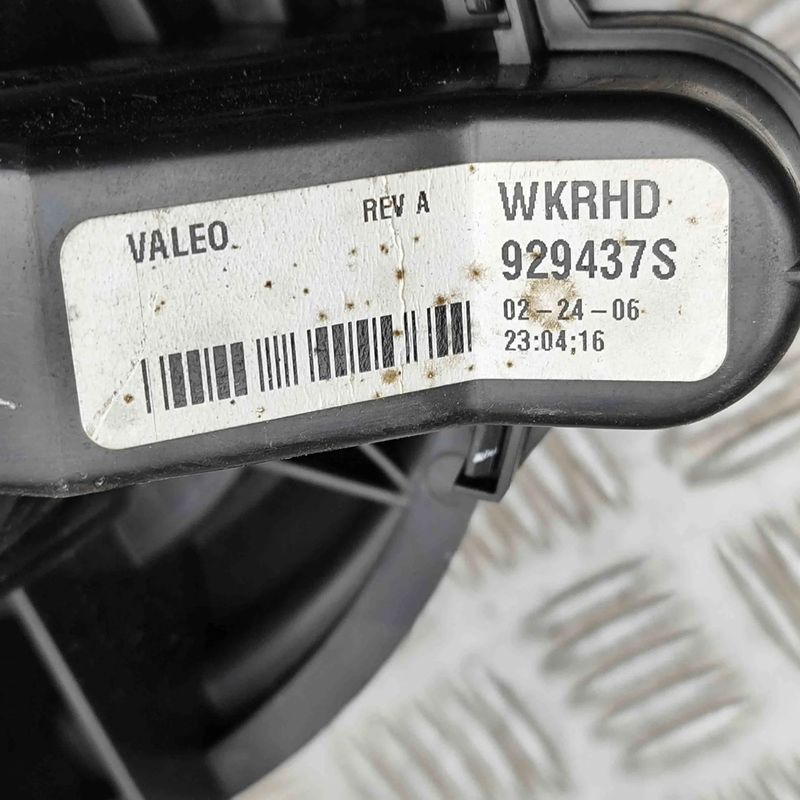 VALEO
REV A
WKRHD
929437S
02-24-06
23:04;16